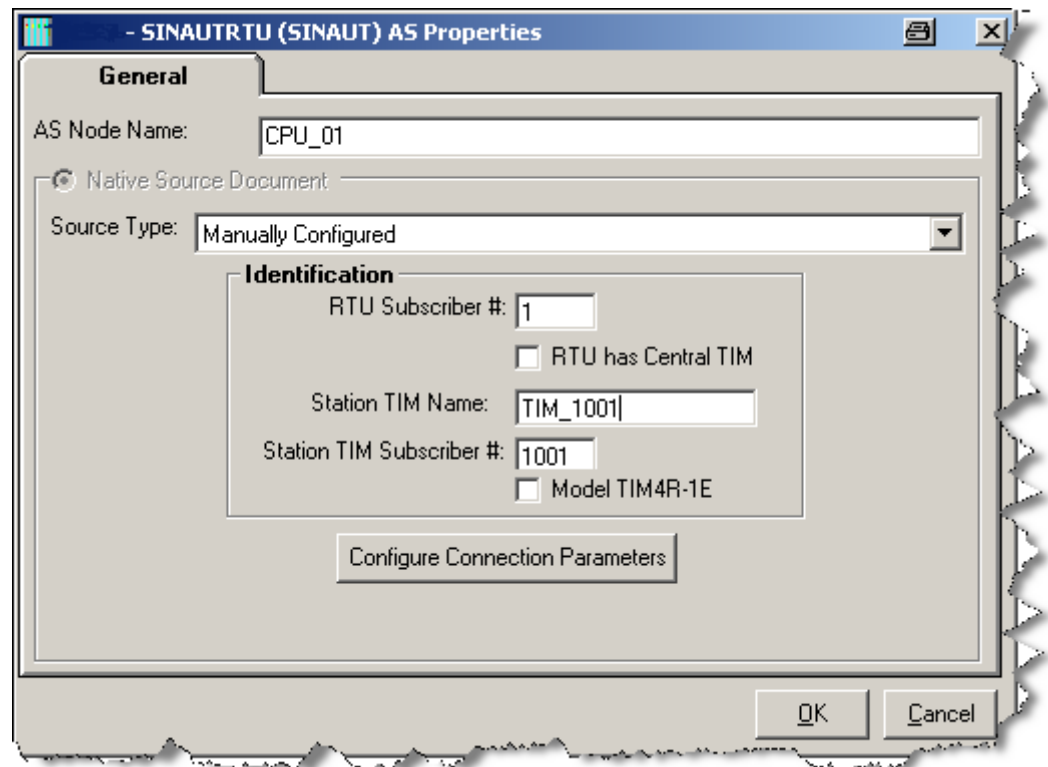 - SINAUTRTU (SINAUT) AS Properties
General
AS Node Name: CPU_01
Native Source Document
Source Type: Manually Configured
Identification
RTU Subscriber #: 1
RTU has Central TIM
Station TIM Name: TIM_1001
Station TIM Subscriber #: 1001
Model TIM4R-1E
Configure Connection Parameters
OK Cancel